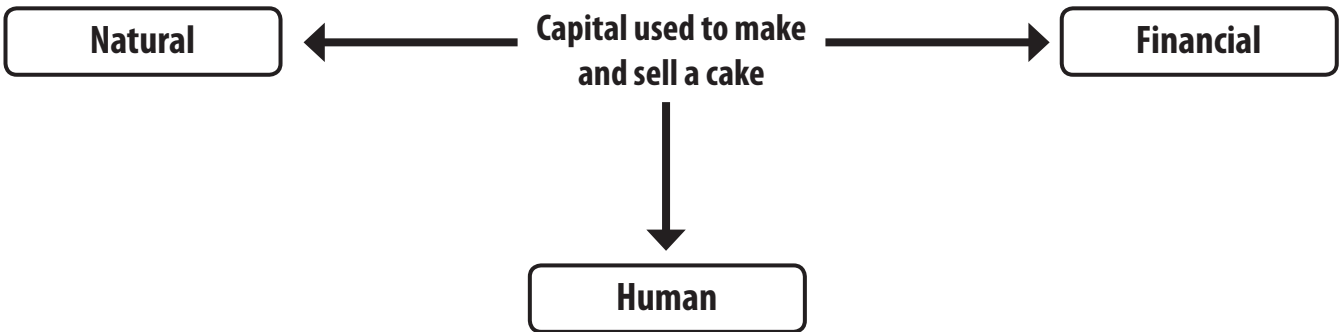 Natural
Capital used to make
and sell a cake
Financial
Human